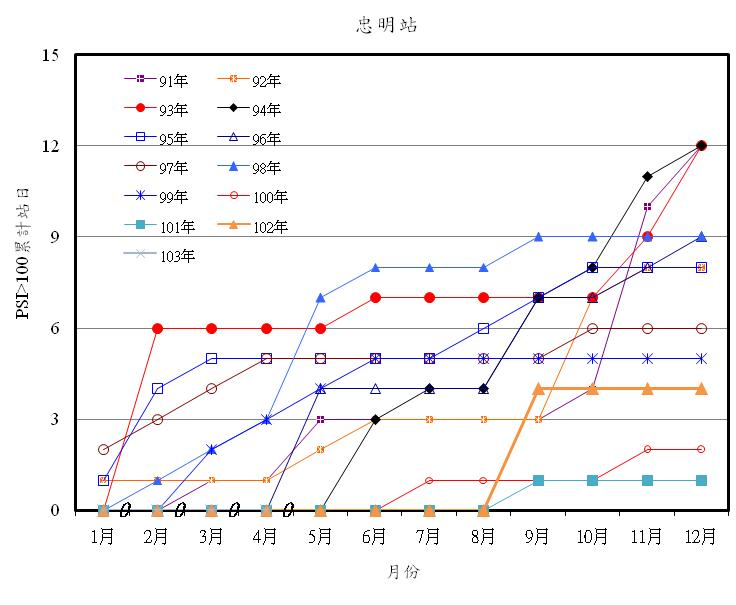 忠明站
15
12
9
6
3
0
PSI>100累計站日
91年 92年
93年 94年
95年 96年
97年 98年
99年 100年
101年 102年
103年
0 0 0 0
1月 2月 3月 4月 5月 6月 7月 8月 9月 10月 11月 12月
月份